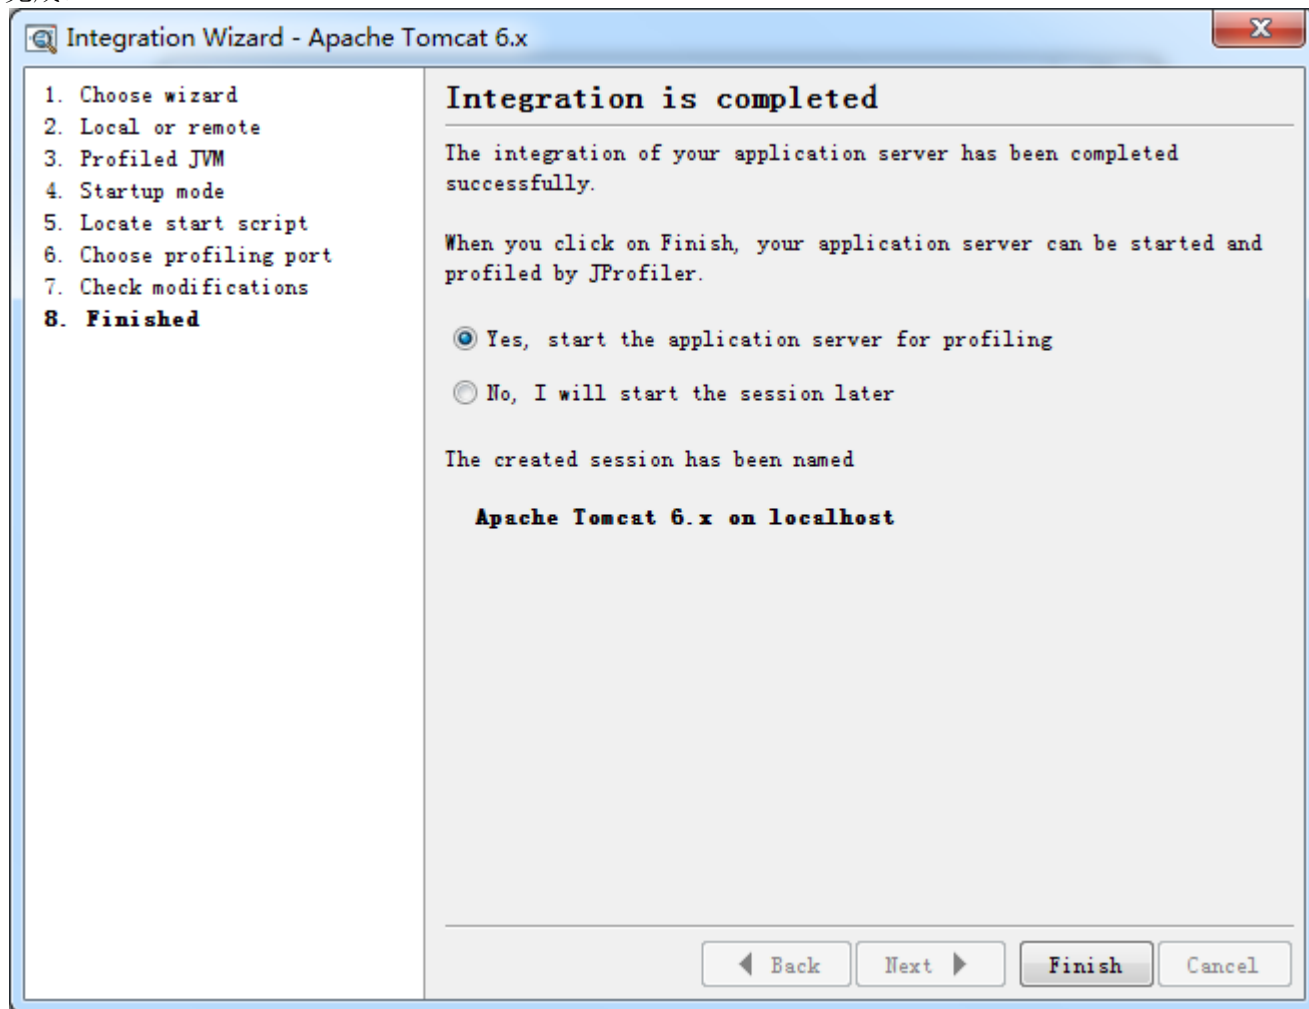 完成
Integration Wizard - Apache Tomcat 6.x
1. Choose wizard
2. Local or remote
3. Profiled JVM
4. Startup mode
5. Locate start script
6. Choose profiling port
7. Check modifications
8. Finished
Integration is completed
The integration of your application server has been completed
successfully.
When you click on Finish, your application server can be started and
profiled by JProfiler.
Yes, start the application server for profiling
No, I will start the session later
The created session has been named
Apache Tomcat 6.x on localhost
Back
Next
Finish
Cancel